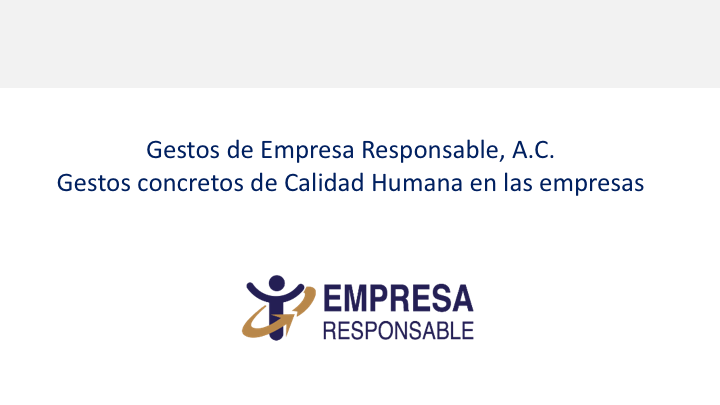 Gestos de Empresa Responsable, A.C.
Gestos concretos de Calidad Humana en las empresas
EMPRESA
RESPONSABLE